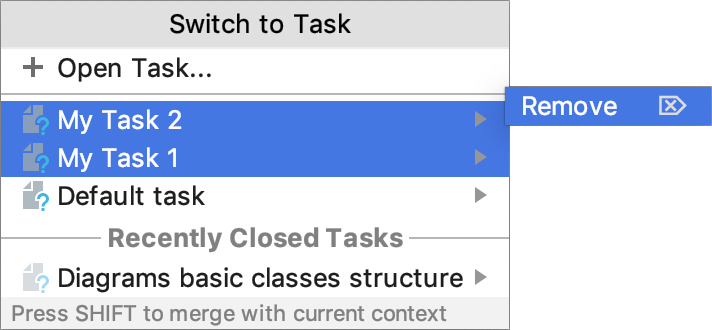 Switch to Task
Open Task...
My Task 2
Remove
My Task 1
Default task
Recently Closed Tasks
Diagrams basic classes structure
Press SHIFT to merge with current context